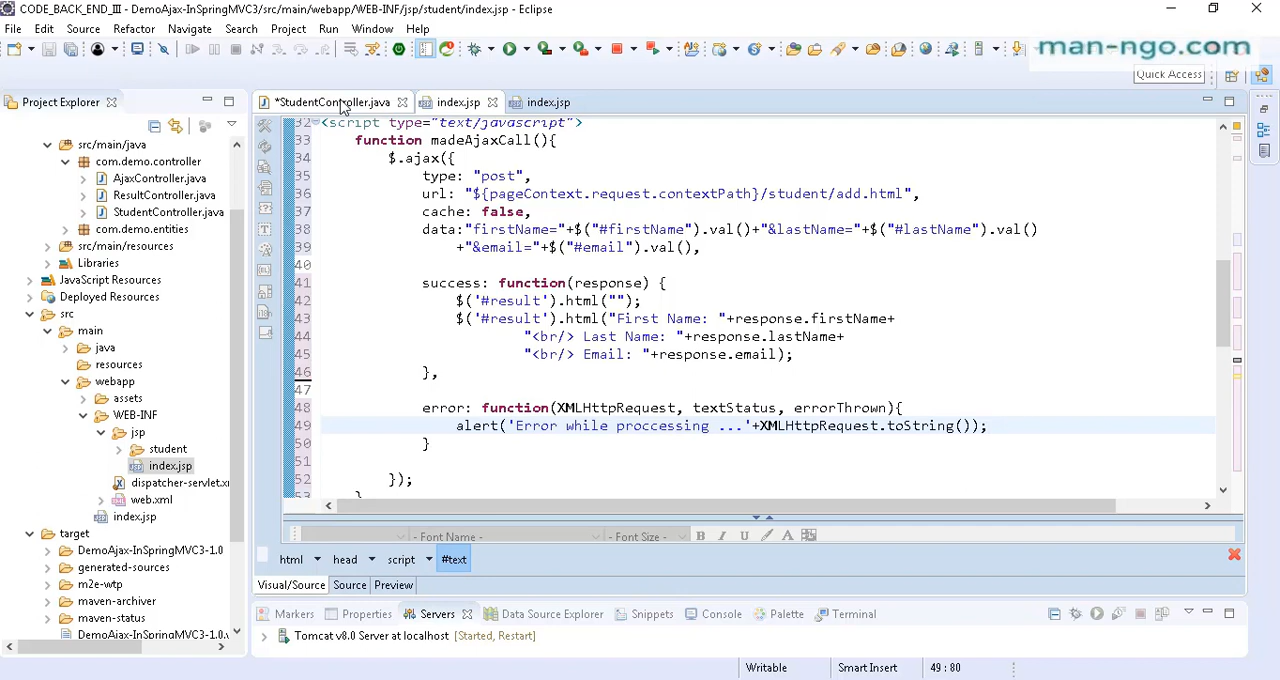 CODE_BACK_END_III - DemoAjax-InSpringMVC3/src/main/webapp/WEB-INF/jsp/student/index.jsp - Eclipse
File Edit Source Refactor Navigate Search Project Run Window Help
man-ngo.com
Quick Access
Project Explorer
*StudentController.java index.jsp index.jsp
src/main/java
com.demo.controller
AjaxController.java
ResultController.java
StudentController.java
com.demo.entities
src/main/resources
Libraries
JavaScript Resources
Deployed Resources
src
main
java
resources
webapp
assets
WEB-INF
jsp
student
index.jsp
dispatcher-servlet.x
web.xml
index.jsp
target
DemoAjax-InSpringMVC3-1.0
generated-sources
m2e-wtp
maven-archiver
maven-status
DemoAjax-InSpringMVC3-1.0.
32 <script type="text/javascript">
33 function madeAjaxCall(){
34 $.ajax({
35 type: "post",
36 url: "${pageContext.request.contextPath}/student/add.html",
37 cache: false,
38 data:"firstName="+$("#firstName").val()+"&lastName="+$("#lastName").val()
39 +"&email="+$("#email").val(),
40
41 success: function(response) {
42 $('#result').html("");
43 $('#result').html("First Name: "+response.firstName+
44 "<br/> Last Name: "+response.lastName+
45 "<br/> Email: "+response.email);
46 },
47
48 error: function(XMLHttpRequest, textStatus, errorThrown){
49 alert('Error while proccessing ...'+XMLHttpRequest.toString());
50 }
51
52 });
53 }
- Font Name - - Font Size - B I U A
html head script #text
Visual/Source Source Preview
Markers Properties Servers Data Source Explorer Snippets Console Palette Terminal
Tomcat v8.0 Server at localhost [Started, Restart]
Writable Smart Insert 49 : 80